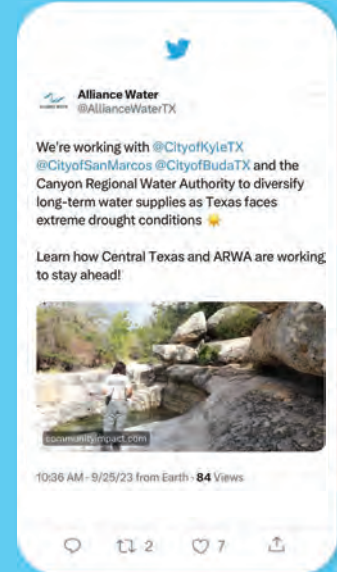 Alliance Water
@AllianceWaterTX
We're working with @CityofKyleTX
@CityofSanMarcos @CityofBudaTX and the
Canyon Regional Water Authority to diversify
long-term water supplies as Texas faces
extreme drought conditions
Learn how Central Texas and ARWA are working
to stay ahead!
communityimpact.com
10:36 AM - 9/25/23 from Earth · 84 Views
2
7